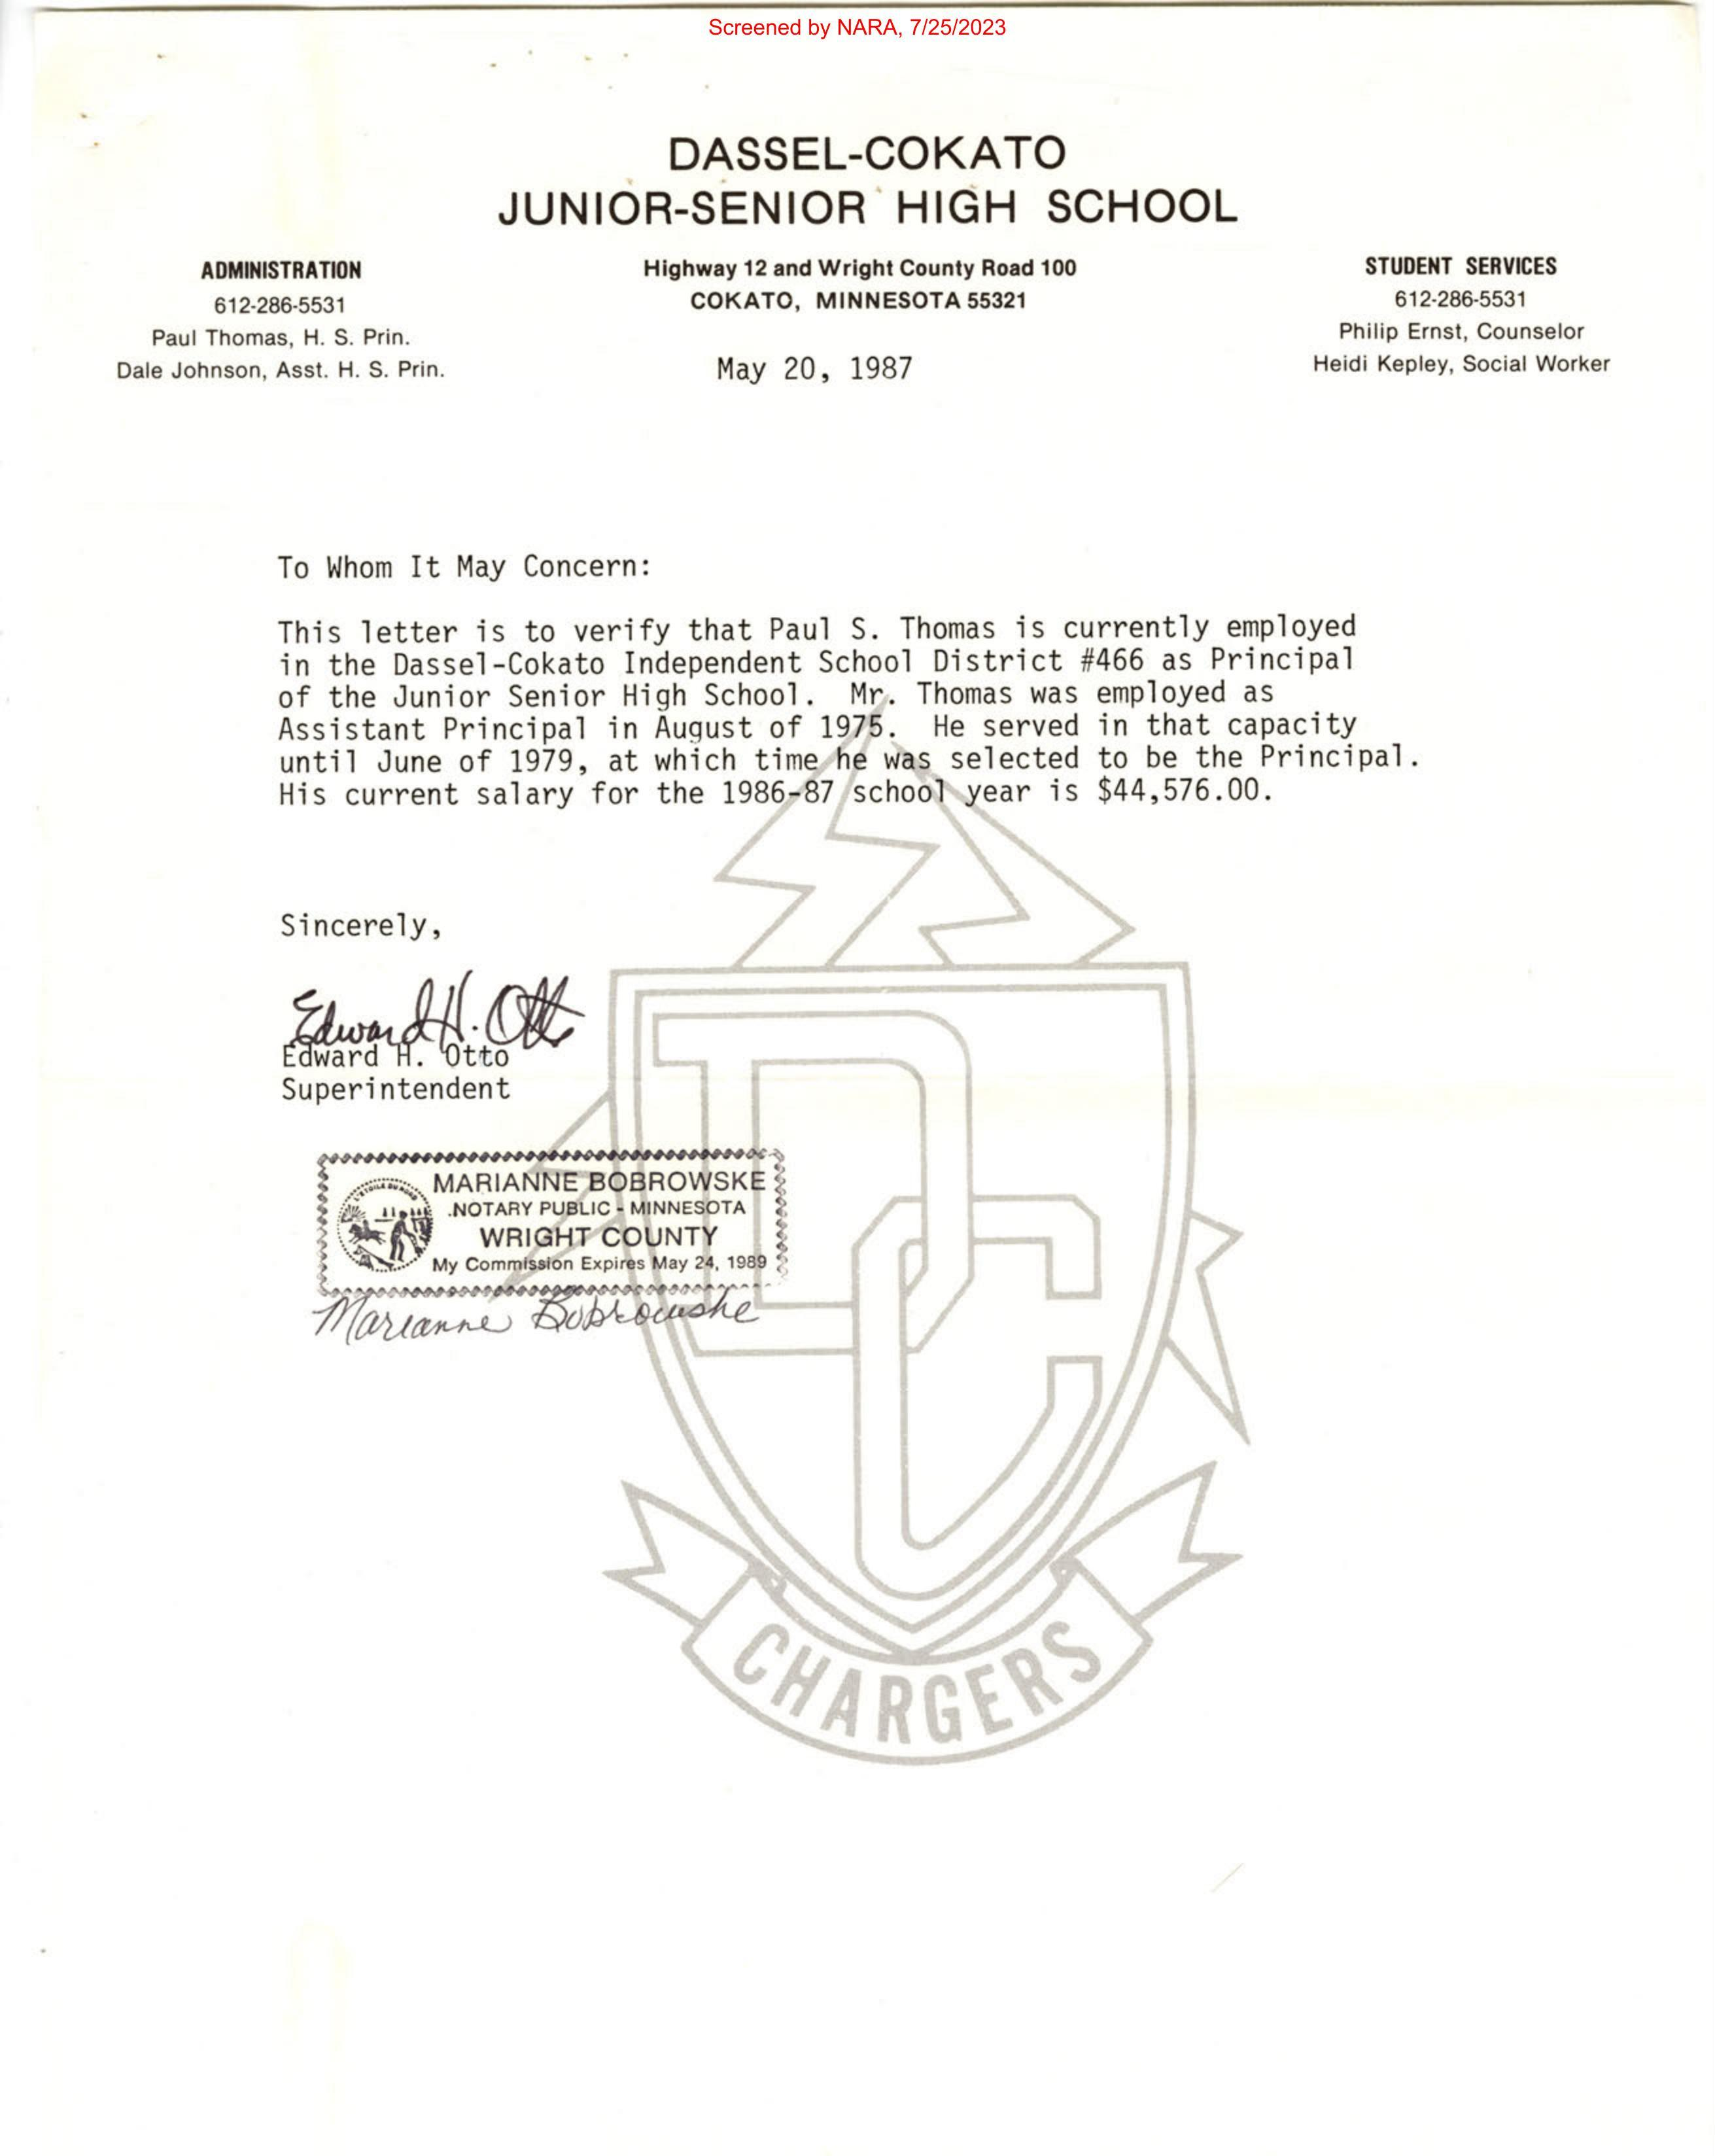 Screened by NARA, 7/25/2023
DASSEL-COKATO
JUNIOR-SENIOR HIGH SCHOOL
ADMINISTRATION
612-286-5531
Paul Thomas, H. S. Prin.
Dale Johnson, Asst. H. S. Prin.
Highway 12 and Wright County Road 100
COKATO, MINNESOTA 55321
May 20, 1987
STUDENT SERVICES
612-286-5531
Philip Ernst, Counselor
Heidi Kepley, Social Worker
To Whom It May Concern:
This letter is to verify that Paul S. Thomas is currently employed
in the Dassel-Cokato Independent School District #466 as Principal
of the Junior Senior High School. Mr. Thomas was employed as
Assistant Principal in August of 1975. He served in that capacity
until June of 1979, at which time he was selected to be the Principal.
His current salary for the 1986-87 school year is $44,576.00.
Sincerely,
Edward H. Otto
Edward H. Otto
Superintendent
L'ETOILE DU NORD
MARIANNE BOBROWSKE
NOTARY PUBLIC - MINNESOTA
WRIGHT COUNTY
My Commission Expires May 24, 1989
Marianne Bobrowske
DC
CHARGERS